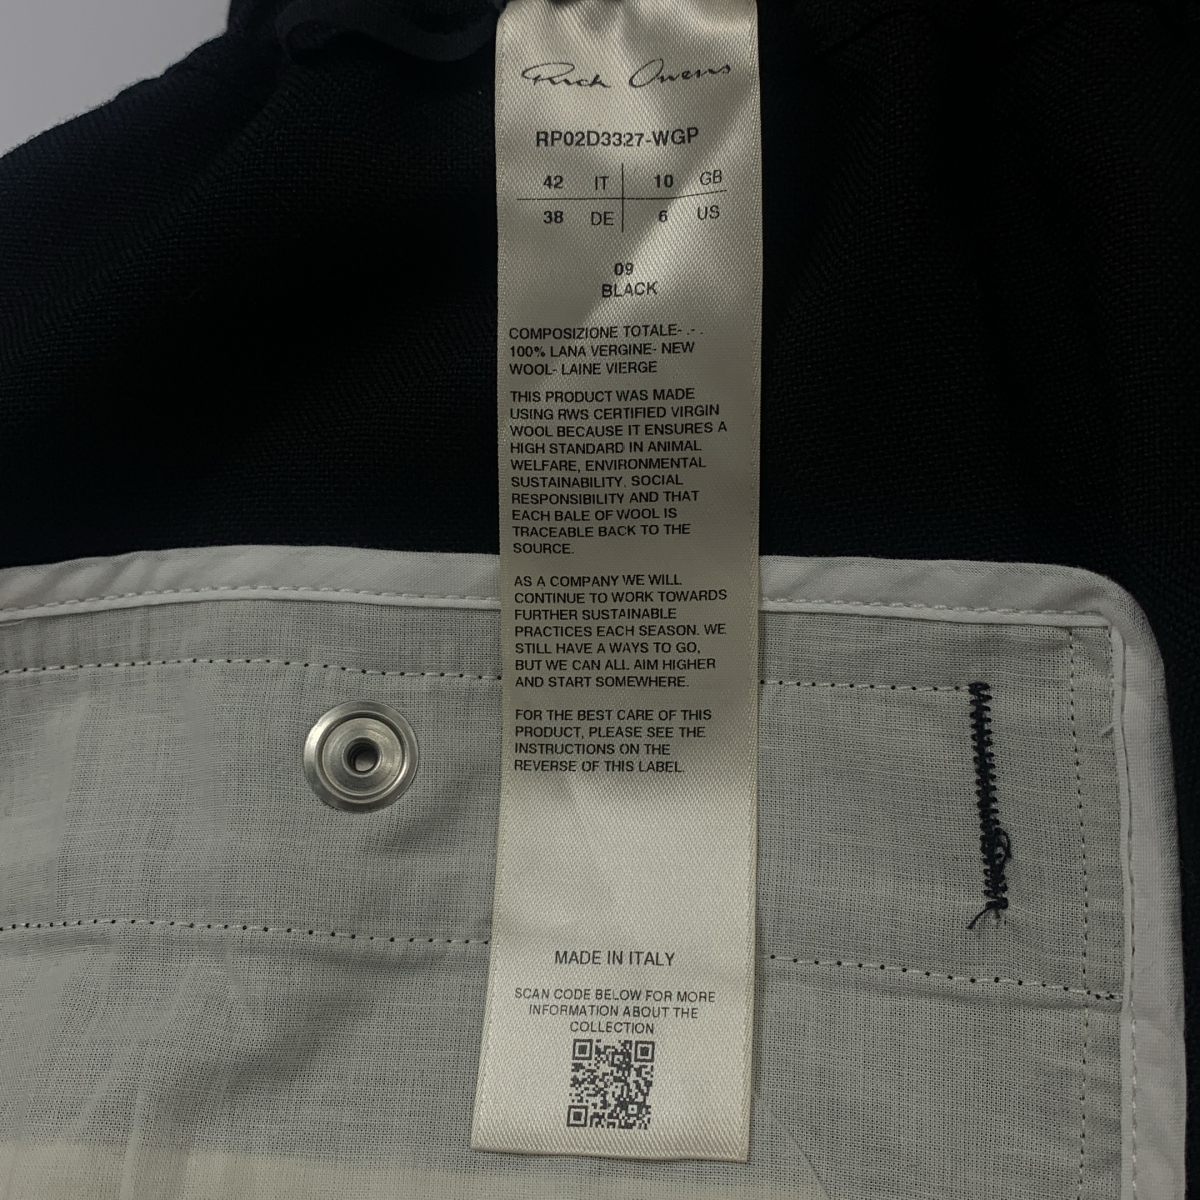 Rick Owens
RP02D3327-WGP
42 IT 10 GB
38 DE 6 US
09
BLACK
COMPOSIZIONE TOTALE- .- .
100% LANA VERGINE- NEW
WOOL- LAINE VIERGE
THIS PRODUCT WAS MADE
USING RWS CERTIFIED VIRGIN
WOOL BECAUSE IT ENSURES A
HIGH STANDARD IN ANIMAL
WELFARE, ENVIRONMENTAL
SUSTAINABILITY. SOCIAL
RESPONSIBILITY AND THAT
EACH BALE OF WOOL IS
TRACEABLE BACK TO THE
SOURCE.
AS A COMPANY WE WILL
CONTINUE TO WORK TOWARDS
FURTHER SUSTAINABLE
PRACTICES EACH SEASON. WE
STILL HAVE A WAYS TO GO,
BUT WE CAN ALL AIM HIGHER
AND START SOMEWHERE.
FOR THE BEST CARE OF THIS
PRODUCT, PLEASE SEE THE
INSTRUCTIONS ON THE
REVERSE OF THIS LABEL.
MADE IN ITALY
SCAN CODE BELOW FOR MORE
INFORMATION ABOUT THE
COLLECTION